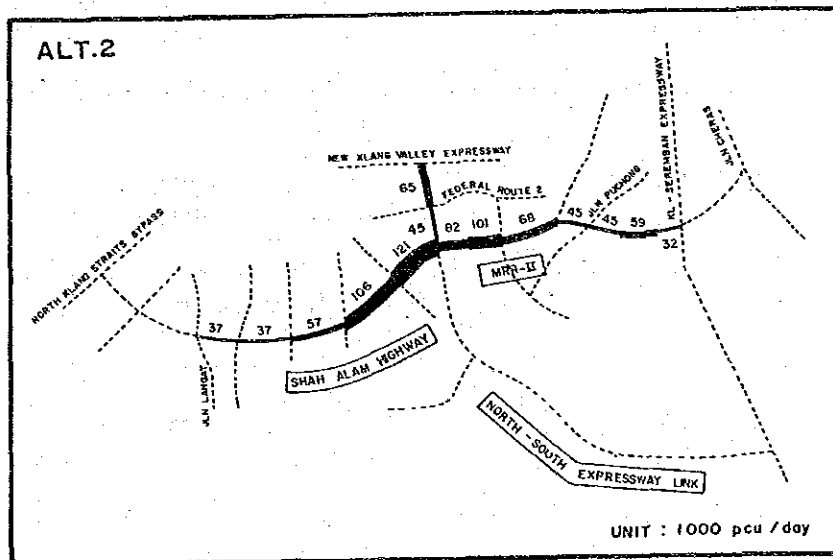 ALT.2
NEW KLANG VALLEY EXPRESSWAY
65
FEDERAL ROUTE 2
JLN PUCHONG
KL - SEREMBAN EXPRESSWAY
JLN CHERAS
NORTH KLANG STRAITS BYPASS
45
82
101
68
45
45
59
32
MRR-II
121
106
57
37
37
JLN LANGAT
SHAH ALAM HIGHWAY
NORTH - SOUTH EXPRESSWAY LINK
UNIT : 1000 pcu / day